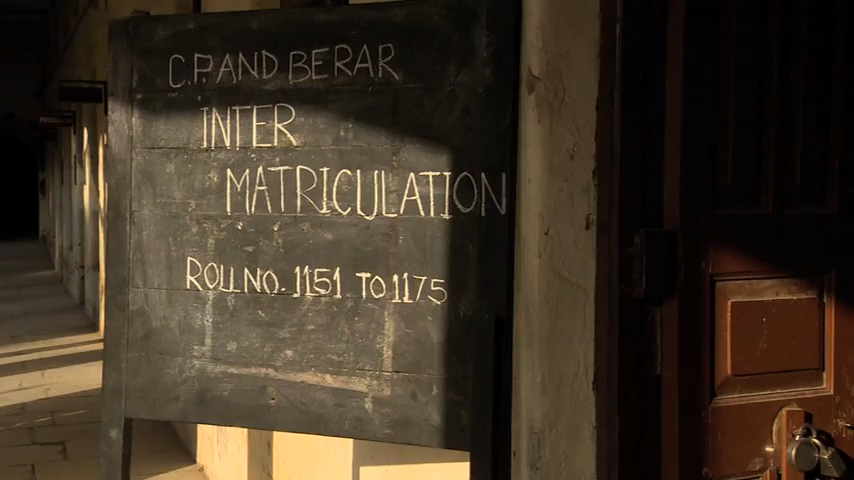 C.P. AND BERAR
INTER
MATRICULATION
ROLL NO. 1151 TO 1175